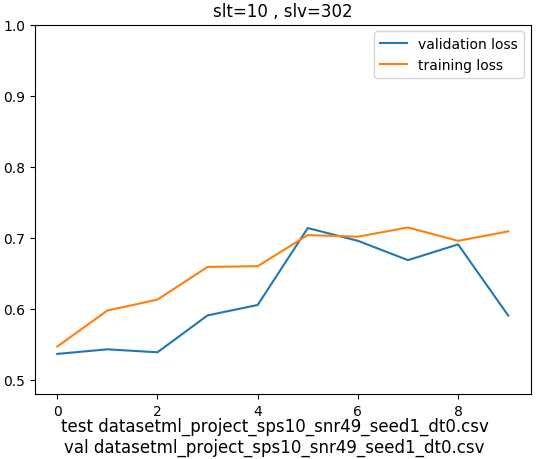 slt=10 , slv=302
validation loss
training loss
1.0
0.9
0.8
0.7
0.6
0.5
0 2 4 6 8
test datasetml_project_sps10_snr49_seed1_dt0.csv
val datasetml_project_sps10_snr49_seed1_dt0.csv